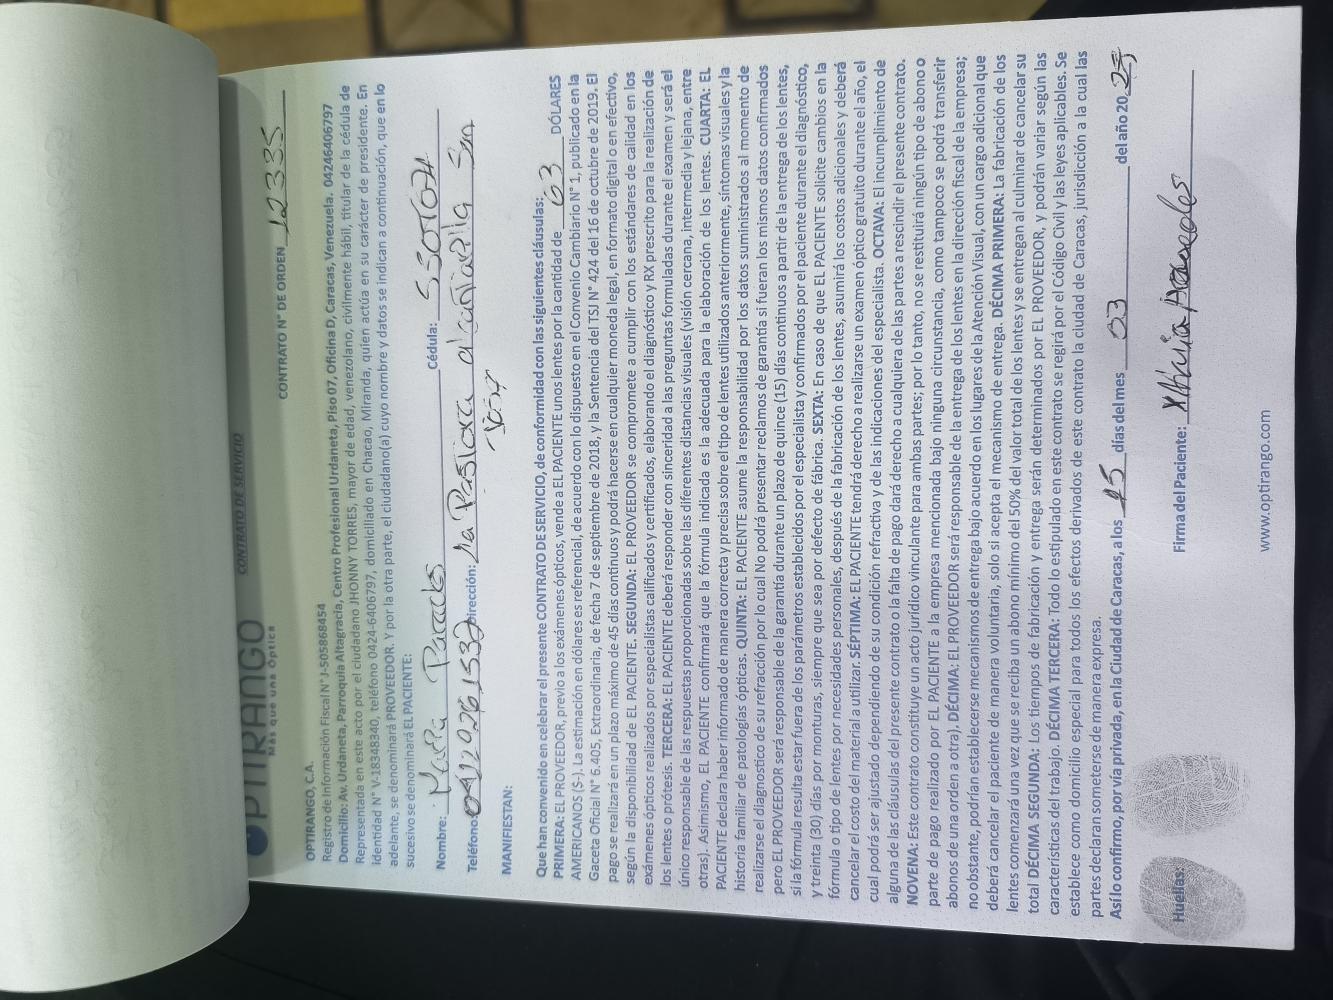 OPTIRANGO
Más que una Óptica
CONTRATO DE SERVICIO
CONTRATO N° DE ORDEN 12335
OPTIRANGO, C.A.
Registro de Información Fiscal N° J-505868454
Domicilio: Av. Urdaneta, Parroquia Altagracia, Centro Profesional Urdaneta, Piso 07, Oficina D, Caracas, Venezuela. 04246406797
Representada en este acto por el ciudadano JHONNY TORRES, mayor de edad, venezolano, civilmente hábil, titular de la cédula de
identidad N° V-18348340, teléfono 0424-6406797, domiciliado en Chacao, Miranda, quien actúa en su carácter de presidente. En
adelante, se denominará PROVEEDOR. Y por la otra parte, el ciudadano(a) cuyo nombre y datos se indican a continuación, que en lo
sucesivo se denominará EL PACIENTE:
Nombre: Paredes Cédula:
Teléfono: Dirección: La Pastora
MANIFIESTAN:
Que han convenido en celebrar el presente CONTRATO DE SERVICIO, de conformidad con las siguientes cláusulas:
PRIMERA: EL PROVEEDOR, previo a los exámenes ópticos, vende a EL PACIENTE unos lentes por la cantidad de 63 DÓLARES
AMERICANOS ($-). La estimación en dólares es referencial, de acuerdo con lo dispuesto en el Convenio Cambiario N° 1, publicado en la
Gaceta Oficial N° 6.405, Extraordinaria, de fecha 7 de septiembre de 2018, y la Sentencia del TSJ N° 424 del 16 de octubre de 2019. El
pago se realizará en un plazo máximo de 45 días continuos y podrá hacerse en cualquier moneda legal, en formato digital o en efectivo,
según la disponibilidad de EL PACIENTE. SEGUNDA: EL PROVEEDOR se compromete a cumplir con los estándares de calidad en los
exámenes ópticos realizados por especialistas calificados y certificados, elaborando el diagnóstico y RX prescrito para la realización de
los lentes o prótesis. TERCERA: EL PACIENTE deberá responder con sinceridad a las preguntas formuladas durante el examen y será el
único responsable de las respuestas proporcionadas sobre las diferentes distancias visuales (visión cercana, intermedia y lejana, entre
otras). Asimismo, EL PACIENTE confirmará que la fórmula indicada es la adecuada para la elaboración de los lentes. CUARTA: EL
PACIENTE declara haber informado de manera correcta y precisa sobre el tipo de lentes utilizados anteriormente, síntomas visuales y la
historia familiar de patologías ópticas. QUINTA: EL PACIENTE asume la responsabilidad por los datos suministrados al momento de
realizarse el diagnostico de su refracción por lo cual No podrá presentar reclamos de garantía si fueran los mismos datos confirmados
pero EL PROVEEDOR será responsable de la garantía durante un plazo de quince (15) días continuos a partir de la entrega de los lentes,
si la fórmula resulta estar fuera de los parámetros establecidos por el especialista y confirmados por el paciente durante el diagnóstico,
y treinta (30) días por monturas, siempre que sea por defecto de fábrica. SEXTA: En caso de que EL PACIENTE solicite cambios en la
fórmula o tipo de lentes por necesidades personales, después de la fabricación de los lentes, asumirá los costos adicionales y deberá
cancelar el costo del material a utilizar. SÉPTIMA: EL PACIENTE tendrá derecho a realizarse un examen óptico gratuito durante el año, el
cual podrá ser ajustado dependiendo de su condición refractiva y de las indicaciones del especialista. OCTAVA: El incumplimiento de
alguna de las cláusulas del presente contrato o la falta de pago dará derecho a cualquiera de las partes a rescindir el presente contrato.
NOVENA: Este contrato constituye un acto jurídico vinculante para ambas partes; por lo tanto, no se restituirá ningún tipo de abono o
parte de pago realizado por EL PACIENTE a la empresa mencionada bajo ninguna circunstancia, como tampoco se podrá transferir
abonos de una orden a otra). DÉCIMA: EL PROVEEDOR será responsable de la entrega de los lentes en la dirección fiscal de la empresa;
no obstante, podrían establecerse mecanismos de entrega bajo acuerdo en los lugares de la Atención Visual, con un cargo adicional que
deberá cancelar el paciente de manera voluntaria, solo si acepta el mecanismo de entrega. DÉCIMA PRIMERA: La fabricación de los
lentes comenzará una vez que se reciba un abono mínimo del 50% del valor total de los lentes y se entregan al culminar de cancelar su
total DÉCIMA SEGUNDA: Los tiempos de fabricación y entrega serán determinados por EL PROVEEDOR, y podrán variar según las
características del trabajo. DÉCIMA TERCERA: Todo lo estipulado en este contrato se regirá por el Código Civil y las leyes aplicables. Se
establece como domicilio especial para todos los efectos derivados de este contrato la ciudad de Caracas, jurisdicción a la cual las
partes declaran someterse de manera expresa.
Así lo confirmo, por vía privada, en la Ciudad de Caracas, a los 15 días del mes 03 del año 20
Huellas: Firma del Paciente:
www.optirango.com